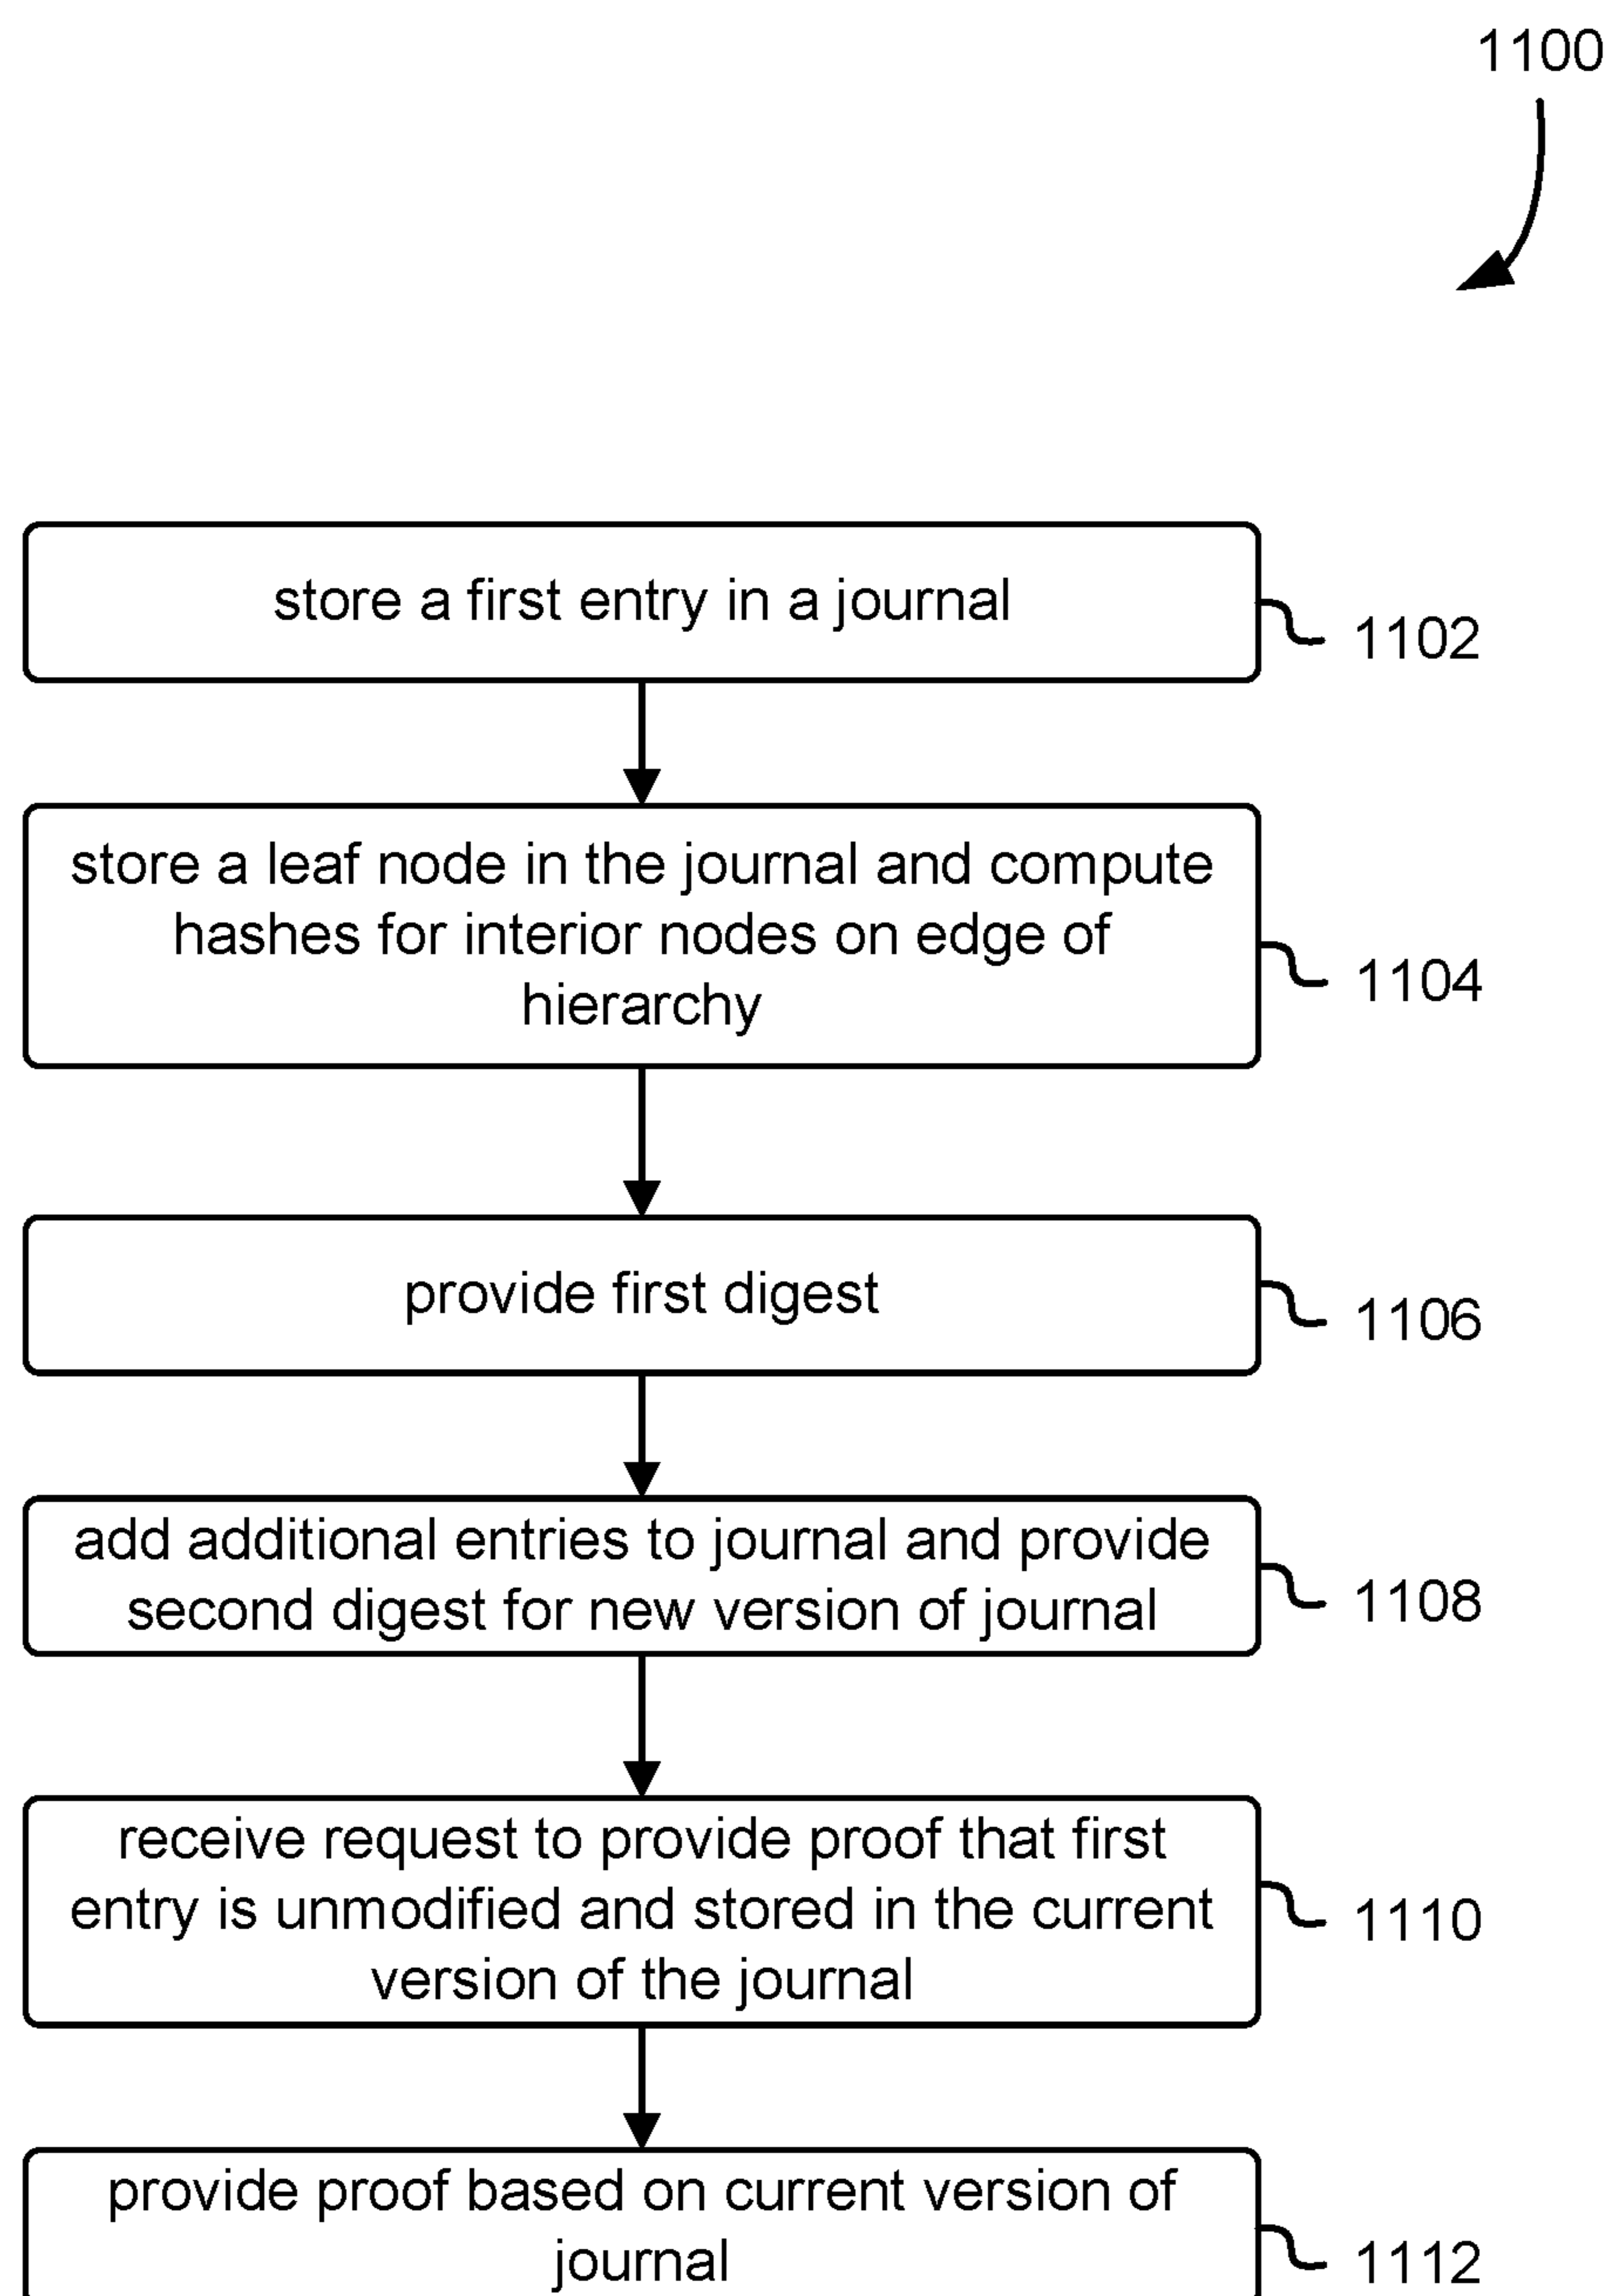 1100
store a first entry in a journal
1102
store a leaf node in the journal and compute
hashes for interior nodes on edge of
hierarchy
1104
provide first digest
1106
add additional entries to journal and provide
second digest for new version of journal
1108
receive request to provide proof that first
entry is unmodified and stored in the current
version of the journal
1110
provide proof based on current version of
journal
1112